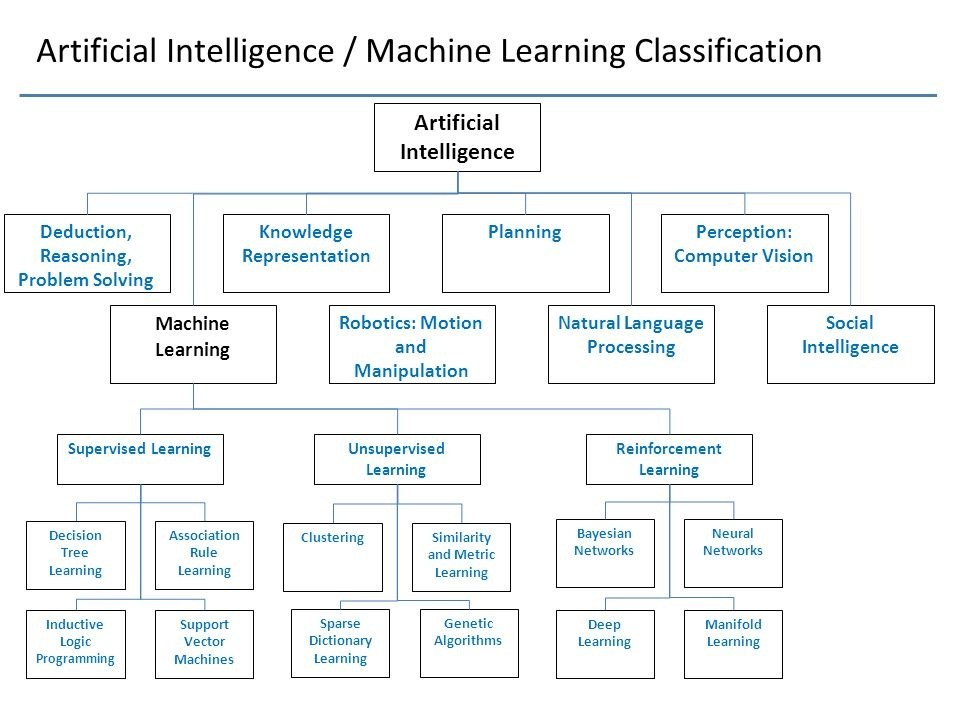 Artificial Intelligence / Machine Learning Classification
Artificial
Intelligence
Deduction,
Reasoning,
Problem Solving
Knowledge
Representation
Planning
Perception:
Computer Vision
Machine
Learning
Robotics: Motion
and
Manipulation
Natural Language
Processing
Social
Intelligence
Supervised Learning
Unsupervised
Learning
Reinforcement
Learning
Decision
Tree
Learning
Association
Rule
Learning
Clustering
Similarity
and Metric
Learning
Bayesian
Networks
Neural
Networks
Inductive
Logic
Programming
Support
Vector
Machines
Sparse
Dictionary
Learning
Genetic
Algorithms
Deep
Learning
Manifold
Learning